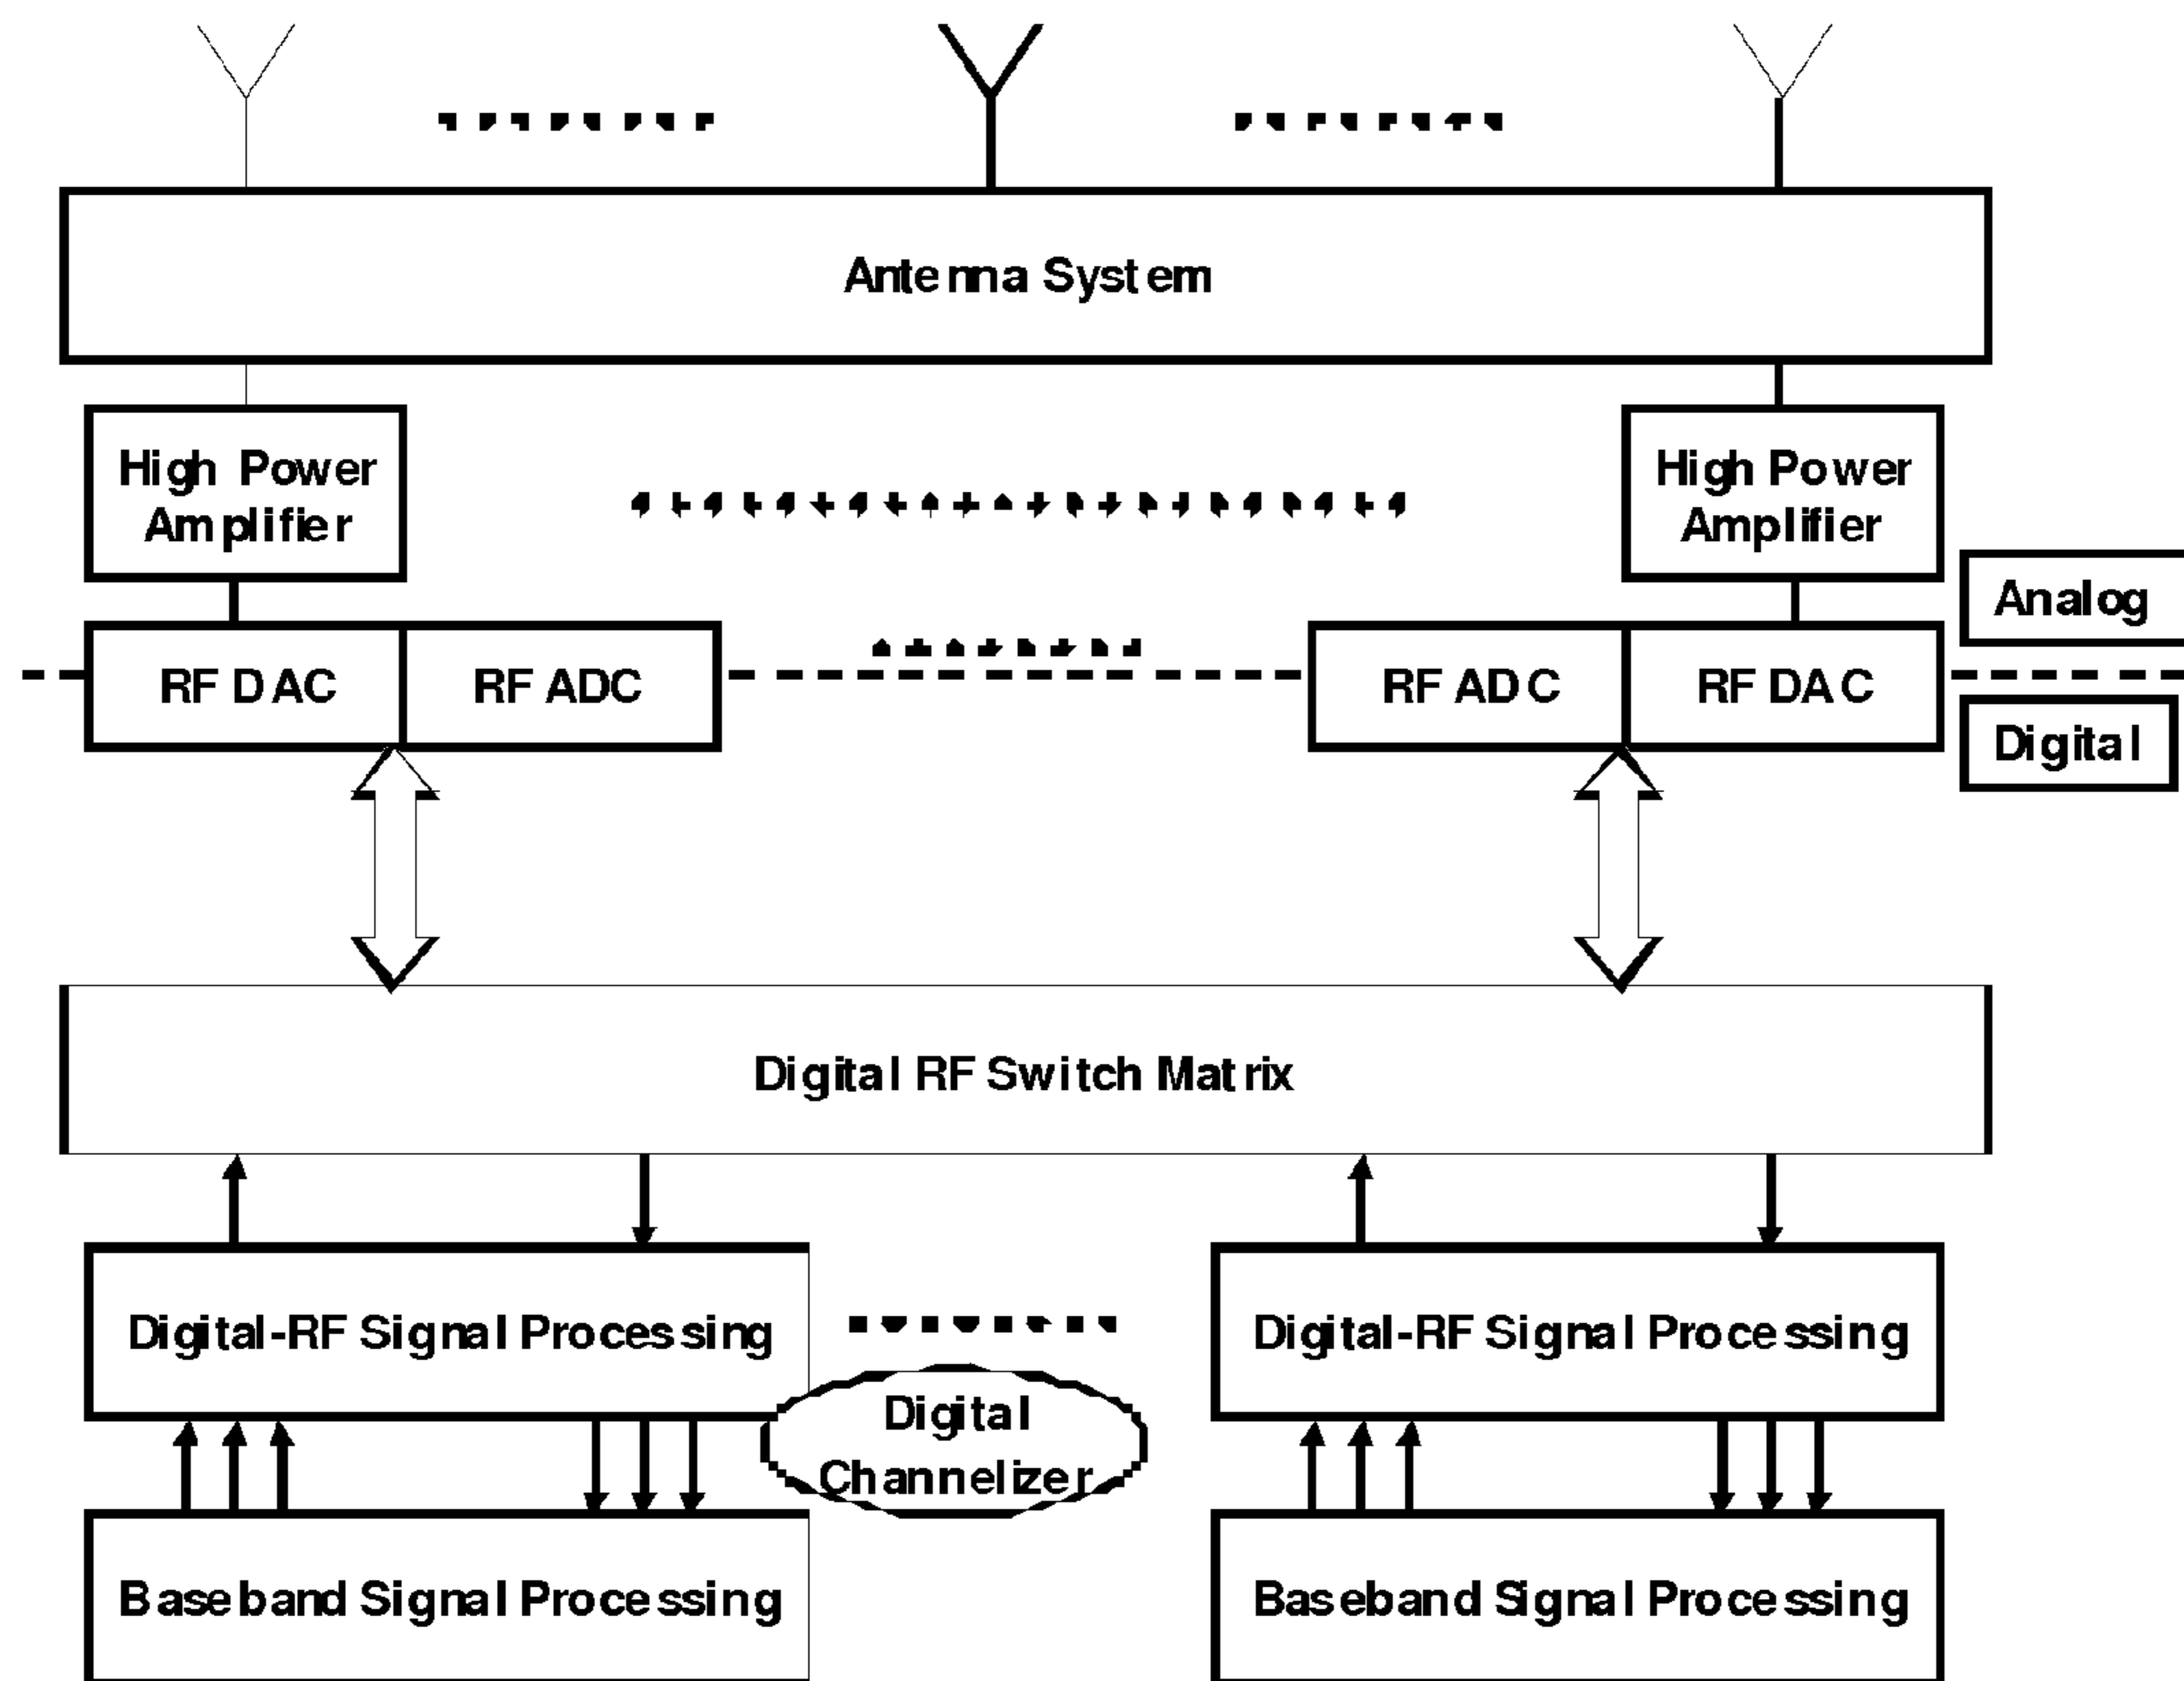 Antenna System
High Power
Amplifier
High Power
Amplifier
Analog
RF DAC
RF ADC
RF ADC
RF DAC
Digital
Digital RF Switch Matrix
Digital-RF Signal Processing
Digital-RF Signal Processing
Digital
Channelizer
Baseband Signal Processing
Baseband Signal Processing